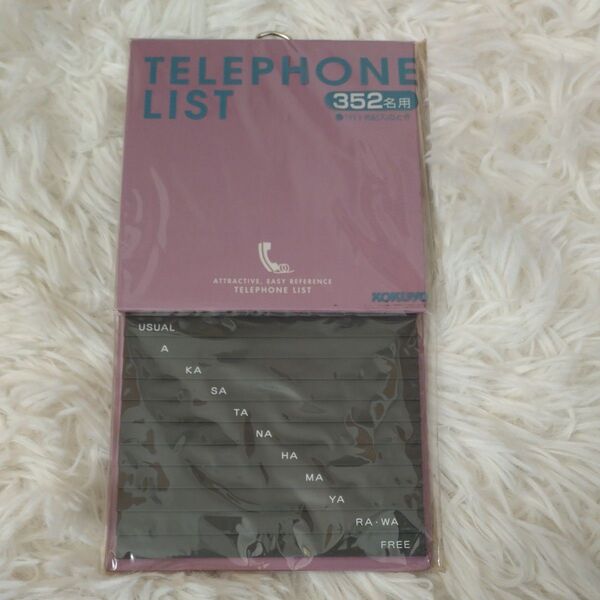 TELEPHONE
LIST
352名用
ATTRACTIVE, EASY REFERENCE
TELEPHONE LIST
KOKUYO
USUAL
A
KA
SA
TA
NA
HA
MA
YA
RA・WA
FREE